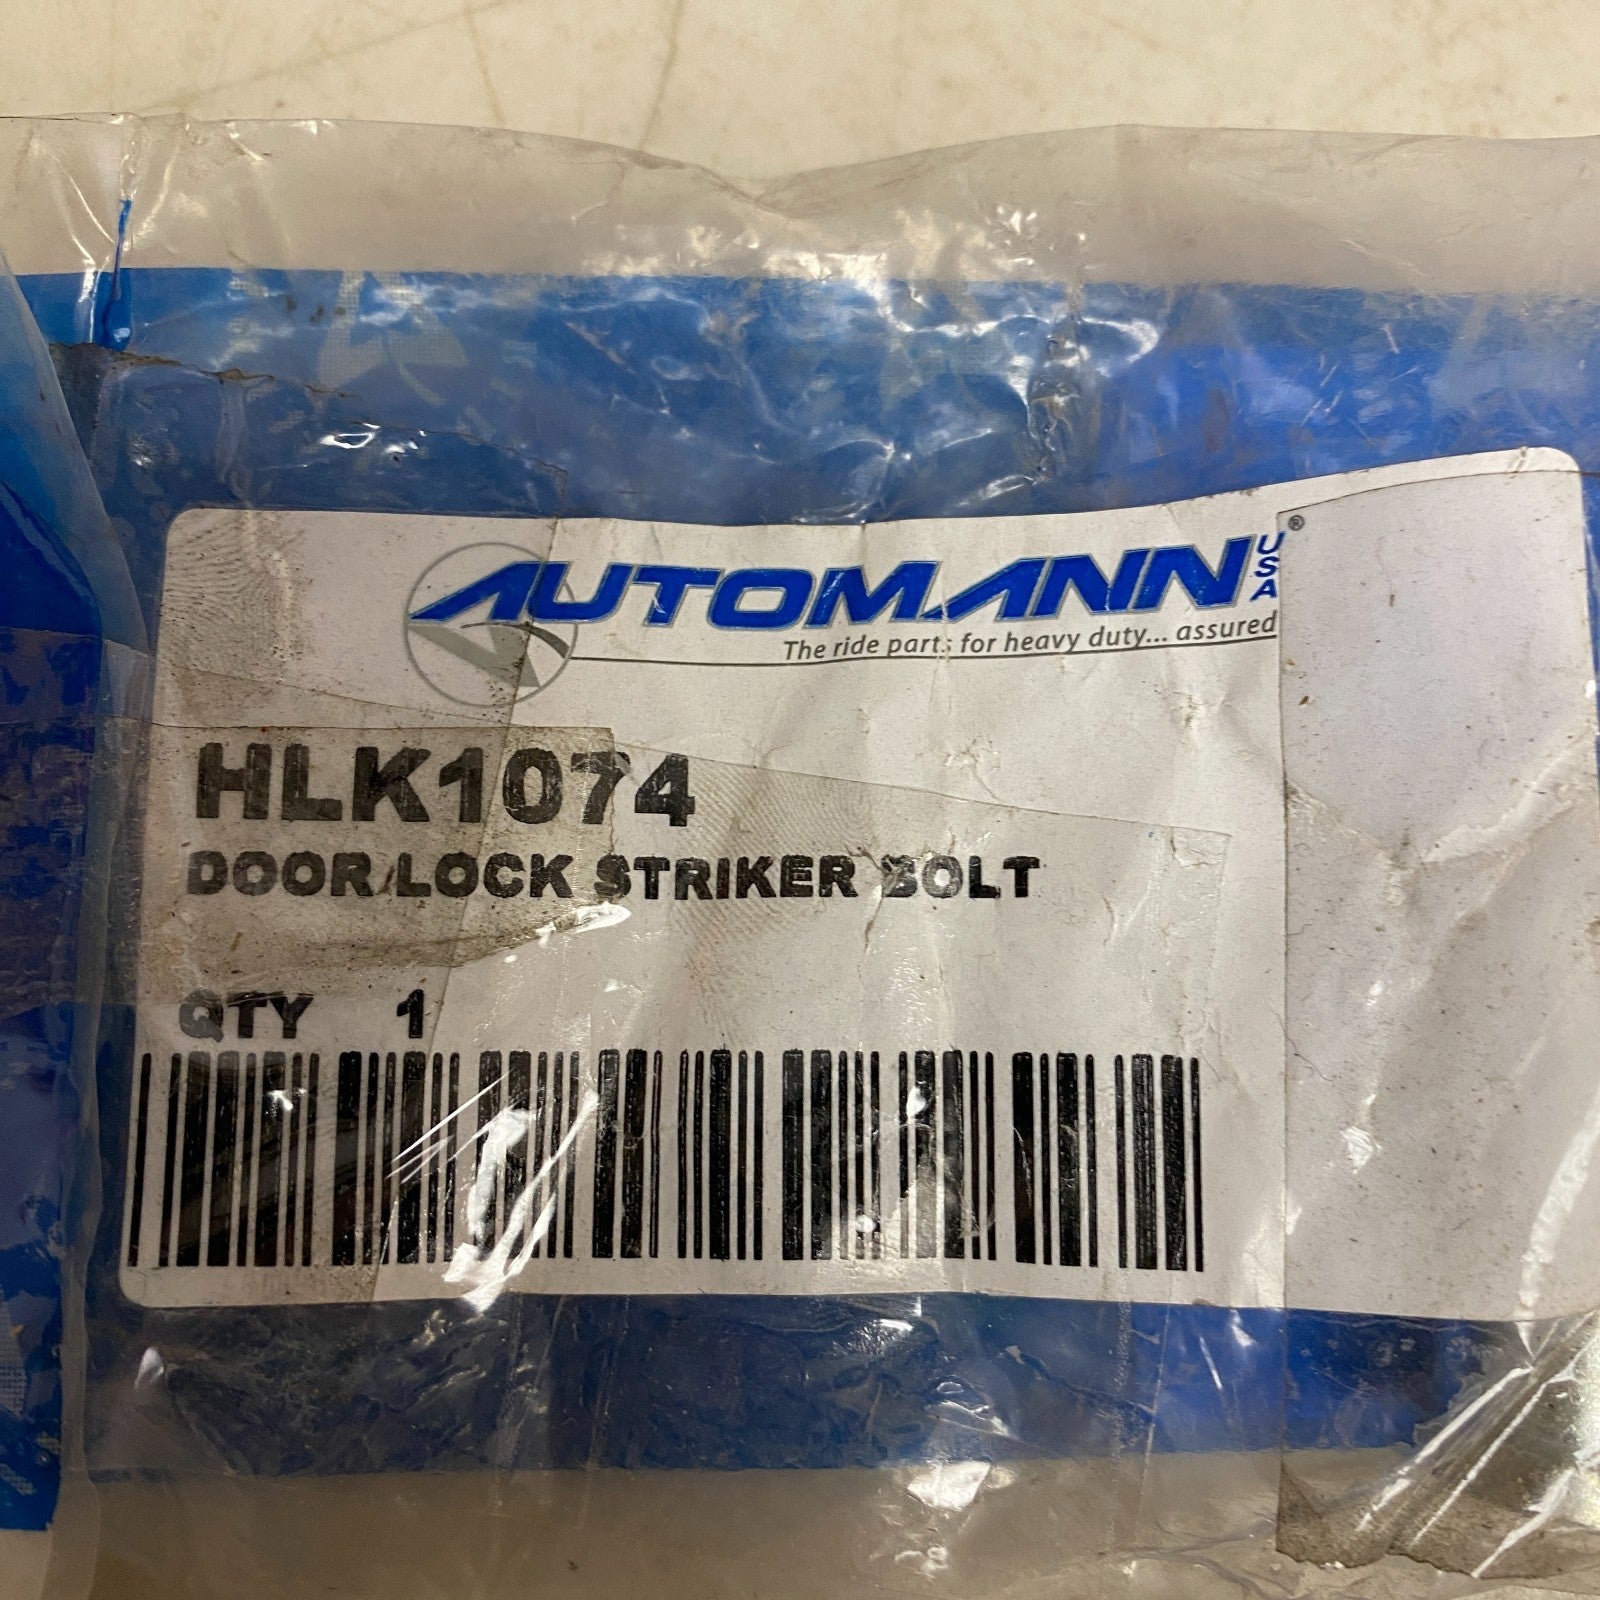 AUTOMANN USA®
The ride parts for heavy duty... assured
HLK1074
DOOR LOCK STRIKER BOLT
QTY 1